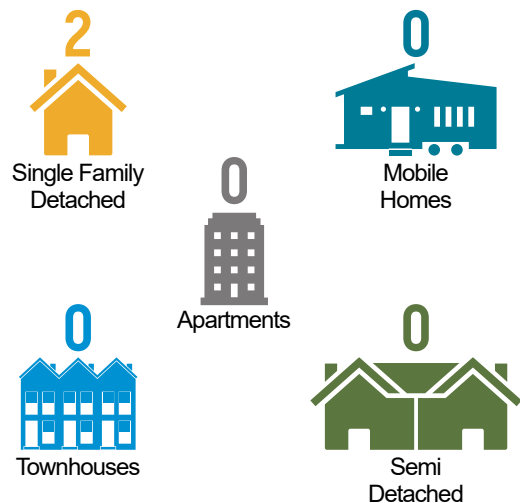 2
Single Family
Detached
0
Mobile
Homes
0
Apartments
0
Townhouses
0
Semi
Detached